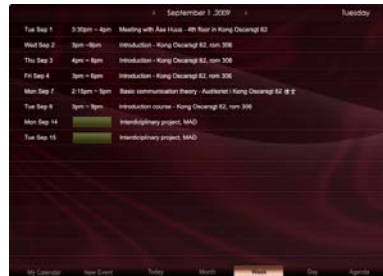 September 1, 2009 Tuesday
Tue Sep 1 3:30pm – 4pm Meeting with Åse Huus - 4th floor in Kong Oscarsgt 62
Wed Sep 2 3pm –6pm Introduction - Kong Oscarsgt 62, rom 306
Thu Sep 3 4pm – 6pm Introduction - Kong Oscarsgt 62, rom 306
Fri Sep 4 3pm – 6pm Introduction - Kong Oscarsgt 62, rom 306
Mon Sep 7 2:15pm – 5pm Basic communication theory - Auditoriet i Kong Oscarsgt 62
Tue Sep 8 3pm – 9pm Introduction course - Kong Oscarsgt 62, rom 306
Mon Sep 14 Interdiciplinary project, MAD
Tue Sep 15 Interdiciplinary project, MAD
My Calendar New Event Today Month Week Day Agenda